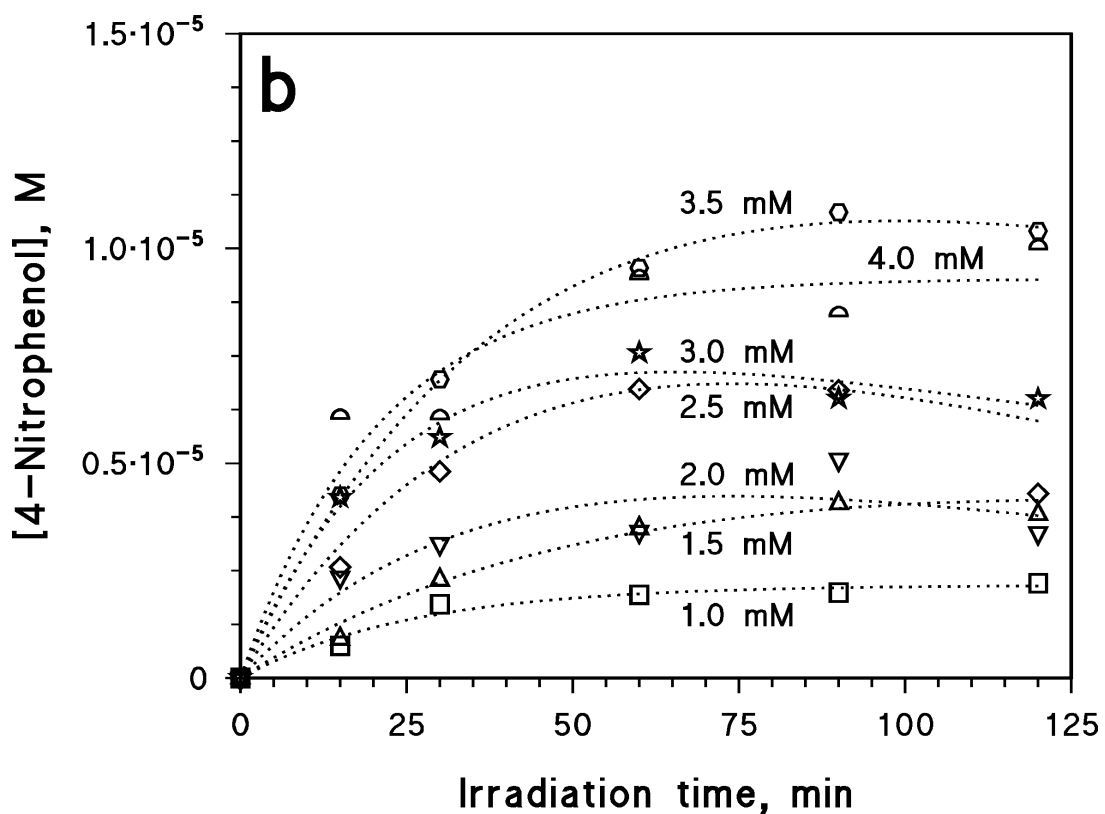 b
[4-Nitrophenol], M
1.5·10⁻⁵
1.0·10⁻⁵
0.5·10⁻⁵
0
3.5 mM
4.0 mM
3.0 mM
2.5 mM
2.0 mM
1.5 mM
1.0 mM
0 25 50 75 100 125
Irradiation time, min